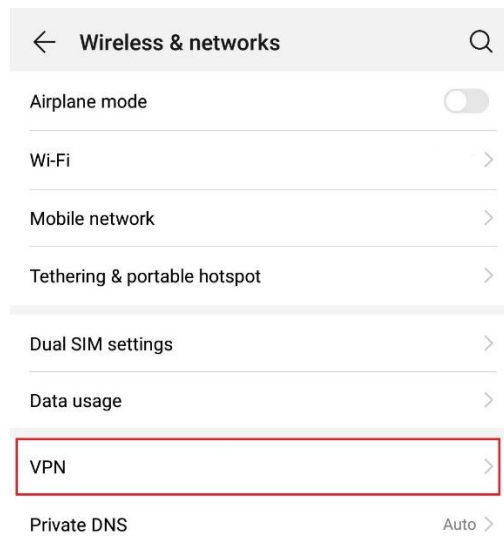 Wireless & networks
Airplane mode
Wi-Fi
Mobile network
Tethering & portable hotspot
Dual SIM settings
Data usage
VPN
Private DNS Auto